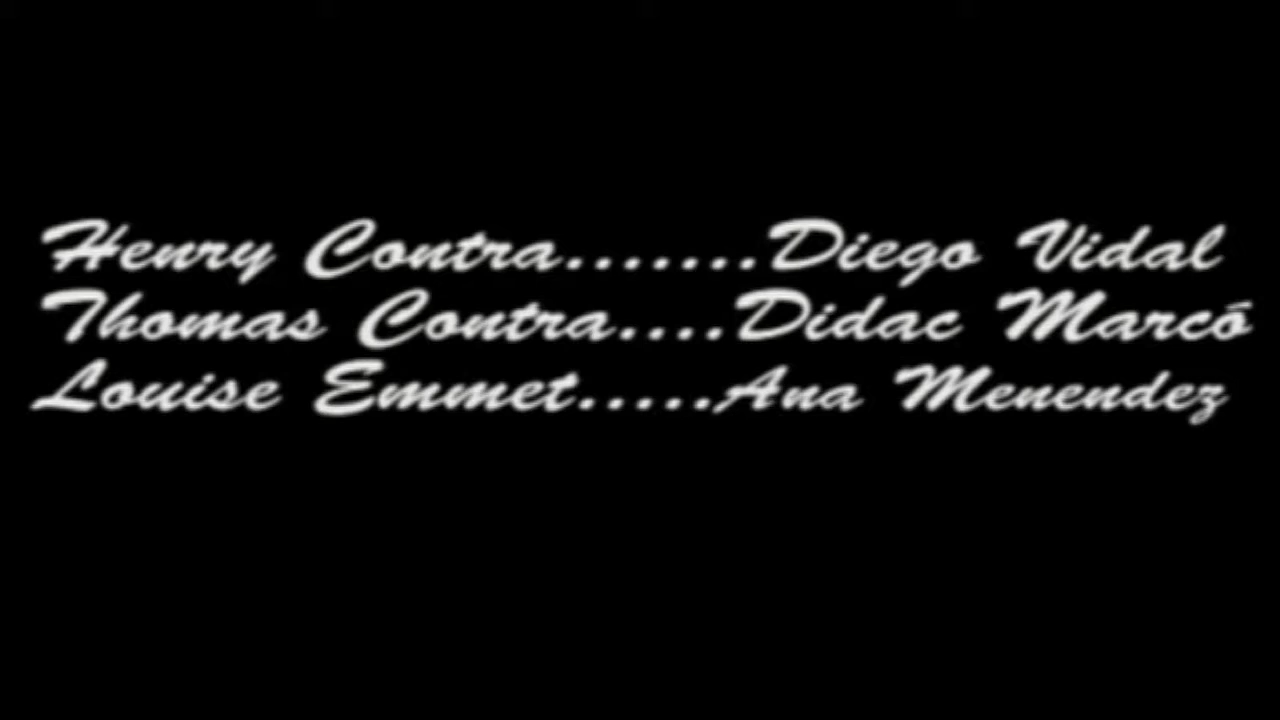 Henry Contra.......Diego Vidal
Thomas Contra....Didac Marcó
Louise Emmet.....Ana Menendez